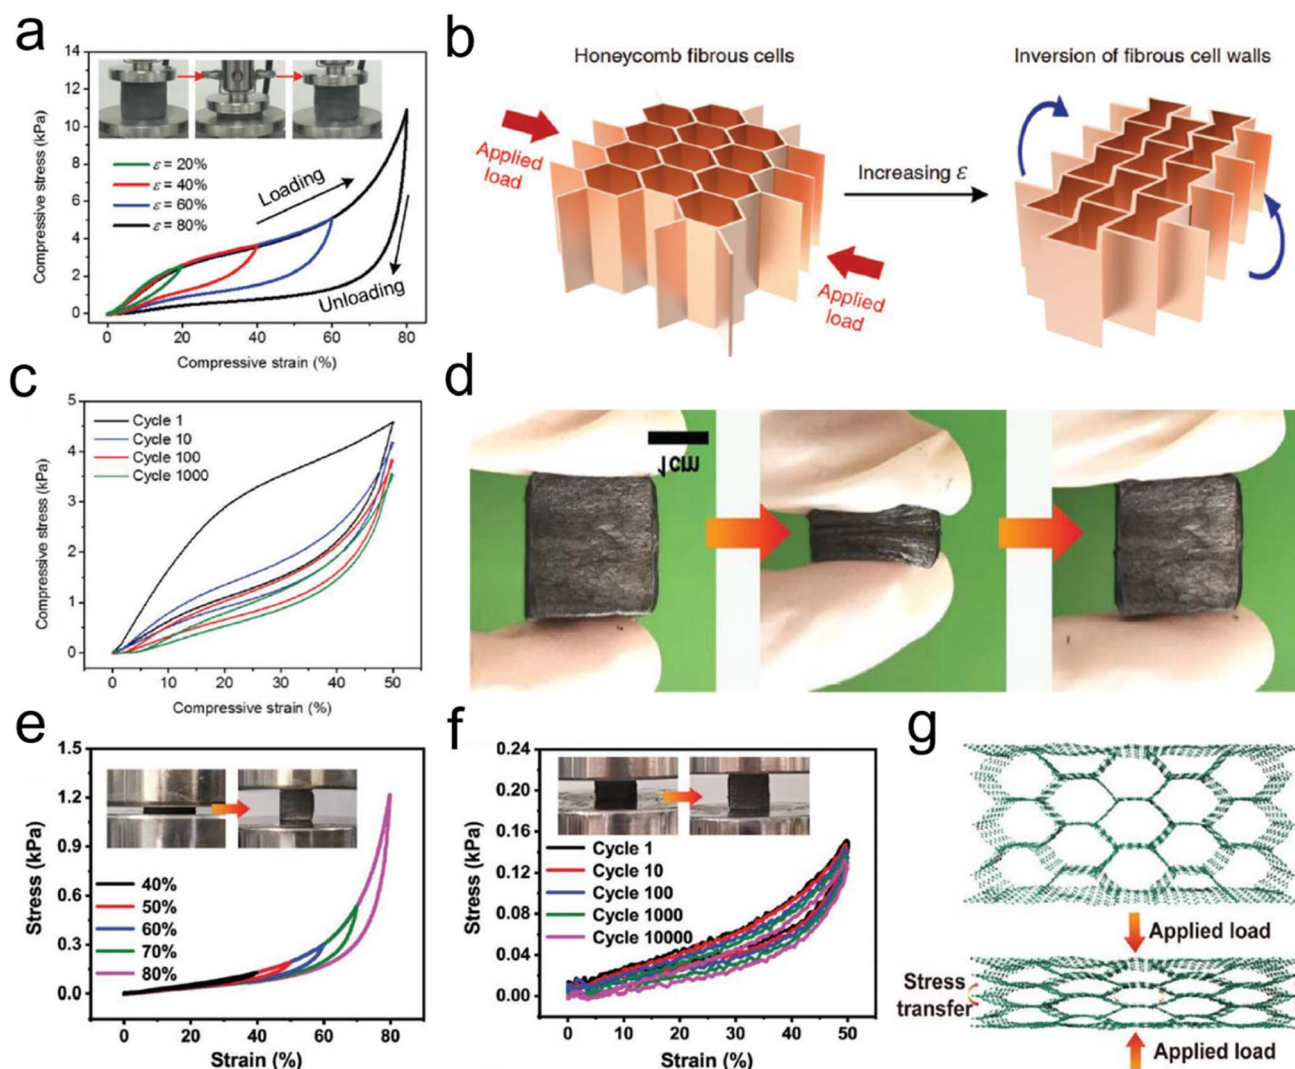 a
14
12
10
8
6
4
2
0
Compressive stress (kPa)
ε = 20%
ε = 40%
ε = 60%
ε = 80%
Loading
Unloading
0 20 40 60 80
Compressive strain (%)
b
Honeycomb fibrous cells
Inversion of fibrous cell walls
Applied
load
Increasing ε
Applied
load
c
5
4
3
2
1
0
Compressive stress (kPa)
Cycle 1
Cycle 10
Cycle 100
Cycle 1000
0 10 20 30 40 50
Compressive strain (%)
d
1cm
e
1.5
1.2
0.9
0.6
0.3
0.0
Stress (kPa)
40%
50%
60%
70%
80%
0 20 40 60 80
Strain (%)
f
0.24
0.20
0.16
0.12
0.08
0.04
0.00
Stress (kPa)
Cycle 1
Cycle 10
Cycle 100
Cycle 1000
Cycle 10000
0 10 20 30 40 50
Strain (%)
g
Applied load
Stress
transfer
Applied load